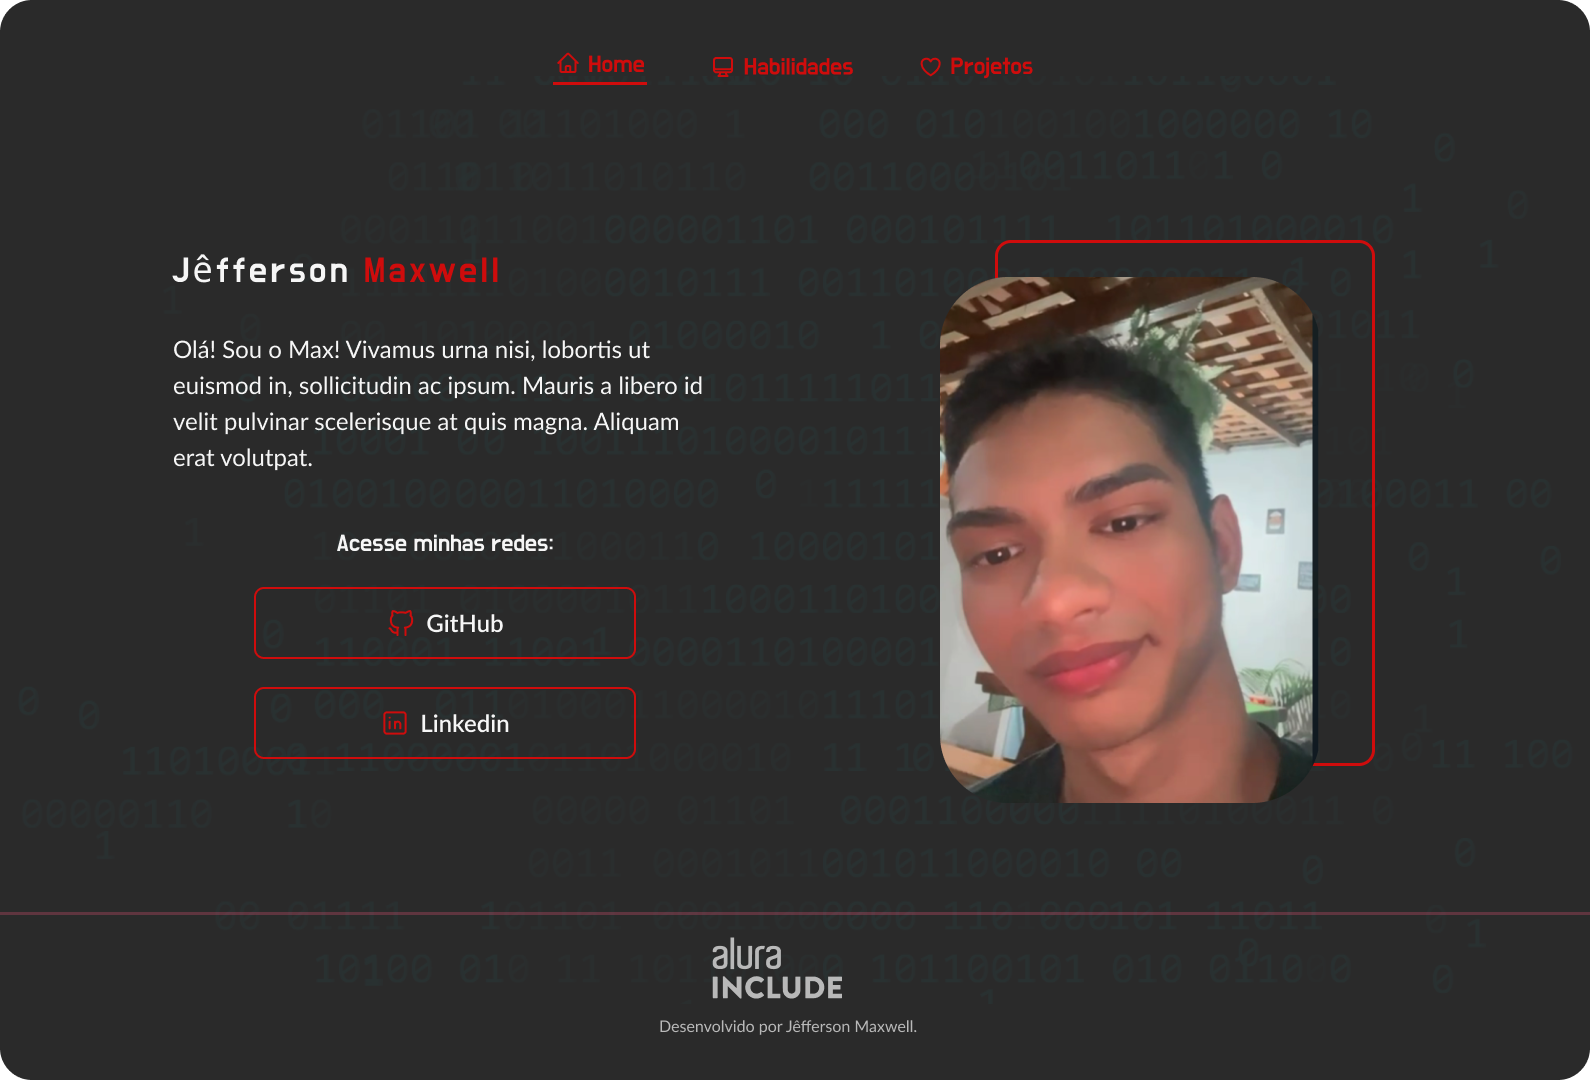 Home
Habilidades
Projetos
Jêfferson Maxwell
Olá! Sou o Max! Vivamus urna nisi, lobortis ut
euismod in, sollicitudin ac ipsum. Mauris a libero id
velit pulvinar scelerisque at quis magna. Aliquam
erat volutpat.
Acesse minhas redes:
GitHub
Linkedin
alura
INCLUDE
Desenvolvido por Jêfferson Maxwell.